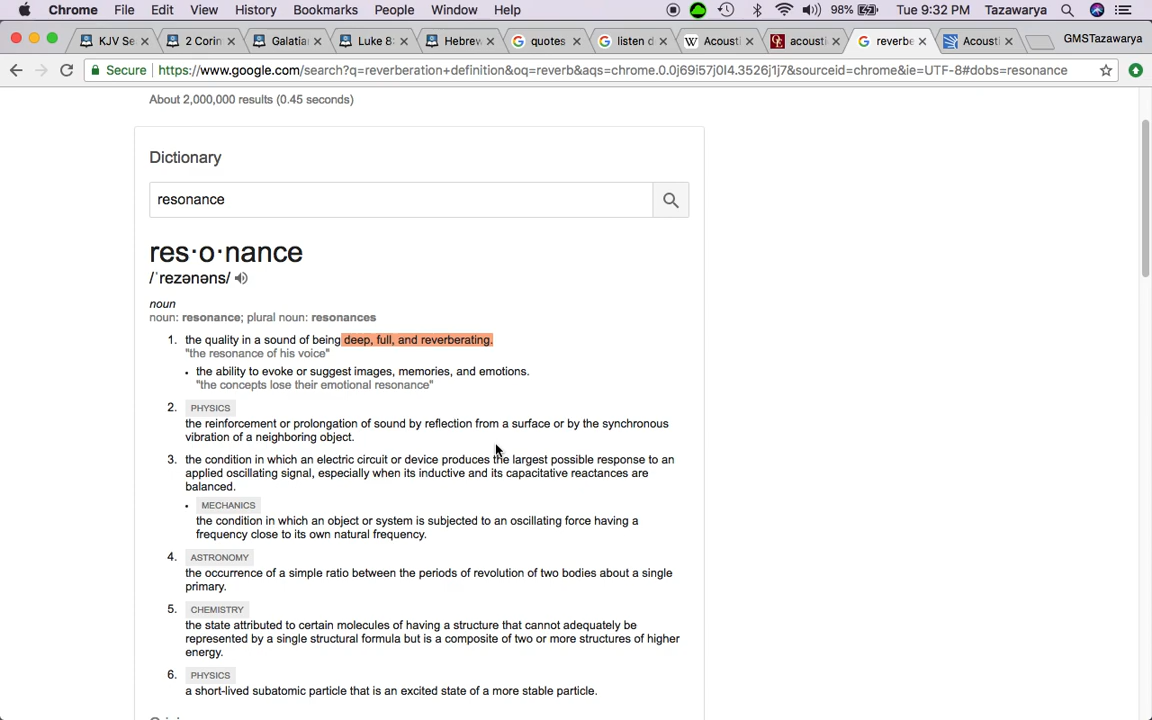 Chrome File Edit View History Bookmarks People Window Help 98% Tue 9:32 PM Tazawarya
KJV Se 2 Corin Galatia Luke 8: Hebrew quotes listen d Acousti acousti reverbe Acousti GMSTazawarya
Secure https://www.google.com/search?q=reverberation+definition&oq=reverb&aqs=chrome.0.0j69i57j0l4.3526j1j7&sourceid=chrome&ie=UTF-8#dobs=resonance
About 2,000,000 results (0.45 seconds)
Dictionary
resonance
res·o·nance
/ˈrezənəns/
noun
noun: resonance; plural noun: resonances
1. the quality in a sound of being deep, full, and reverberating.
"the resonance of his voice"
• the ability to evoke or suggest images, memories, and emotions.
"the concepts lose their emotional resonance"
2. PHYSICS
the reinforcement or prolongation of sound by reflection from a surface or by the synchronous
vibration of a neighboring object.
3. the condition in which an electric circuit or device produces the largest possible response to an
applied oscillating signal, especially when its inductive and its capacitative reactances are
balanced.
• MECHANICS
the condition in which an object or system is subjected to an oscillating force having a
frequency close to its own natural frequency.
4. ASTRONOMY
the occurrence of a simple ratio between the periods of revolution of two bodies about a single
primary.
5. CHEMISTRY
the state attributed to certain molecules of having a structure that cannot adequately be
represented by a single structural formula but is a composite of two or more structures of higher
energy.
6. PHYSICS
a short-lived subatomic particle that is an excited state of a more stable particle.